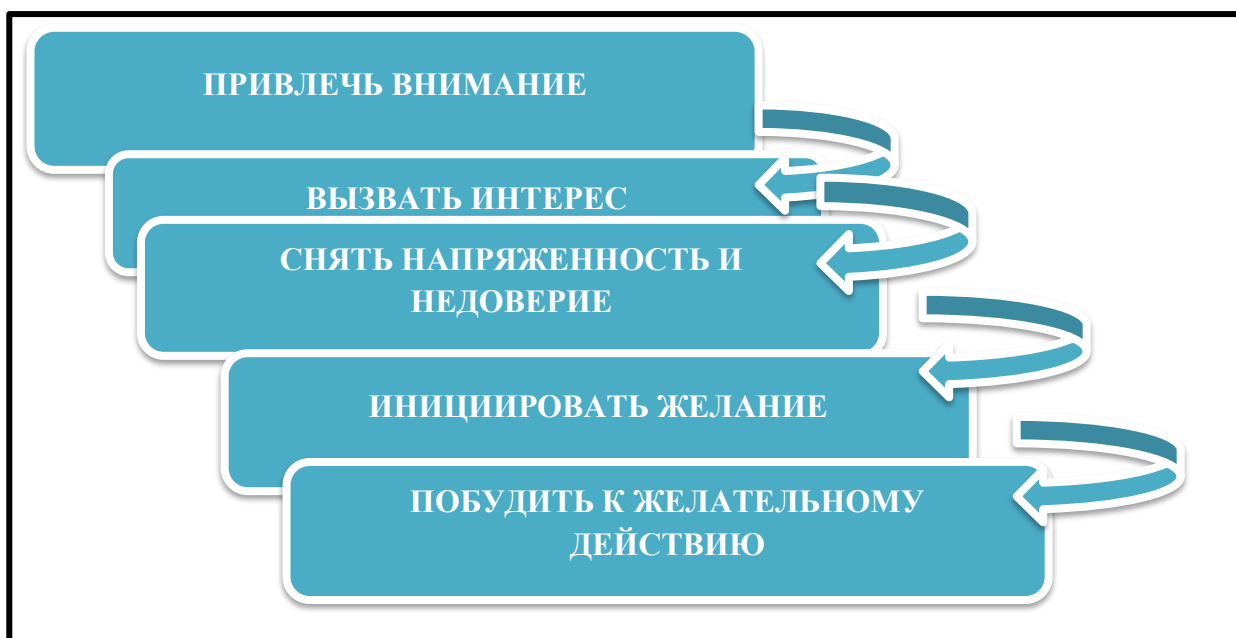 ПРИВЛЕЧЬ ВНИМАНИЕ
ВЫЗВАТЬ ИНТЕРЕС
СНЯТЬ НАПРЯЖЕННОСТЬ И
НЕДОВЕРИЕ
ИНИЦИИРОВАТЬ ЖЕЛАНИЕ
ПОБУДИТЬ К ЖЕЛАТЕЛЬНОМУ
ДЕЙСТВИЮ